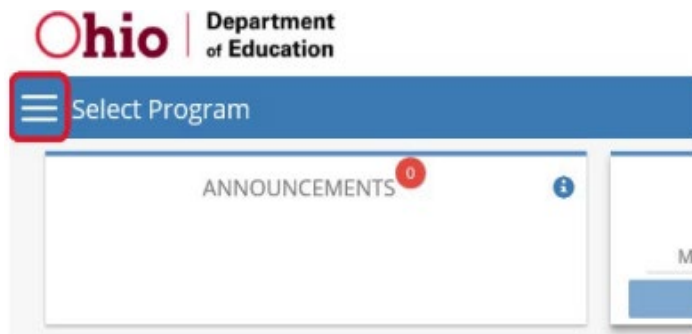 Ohio Department
of Education
Select Program
ANNOUNCEMENTS 0
M